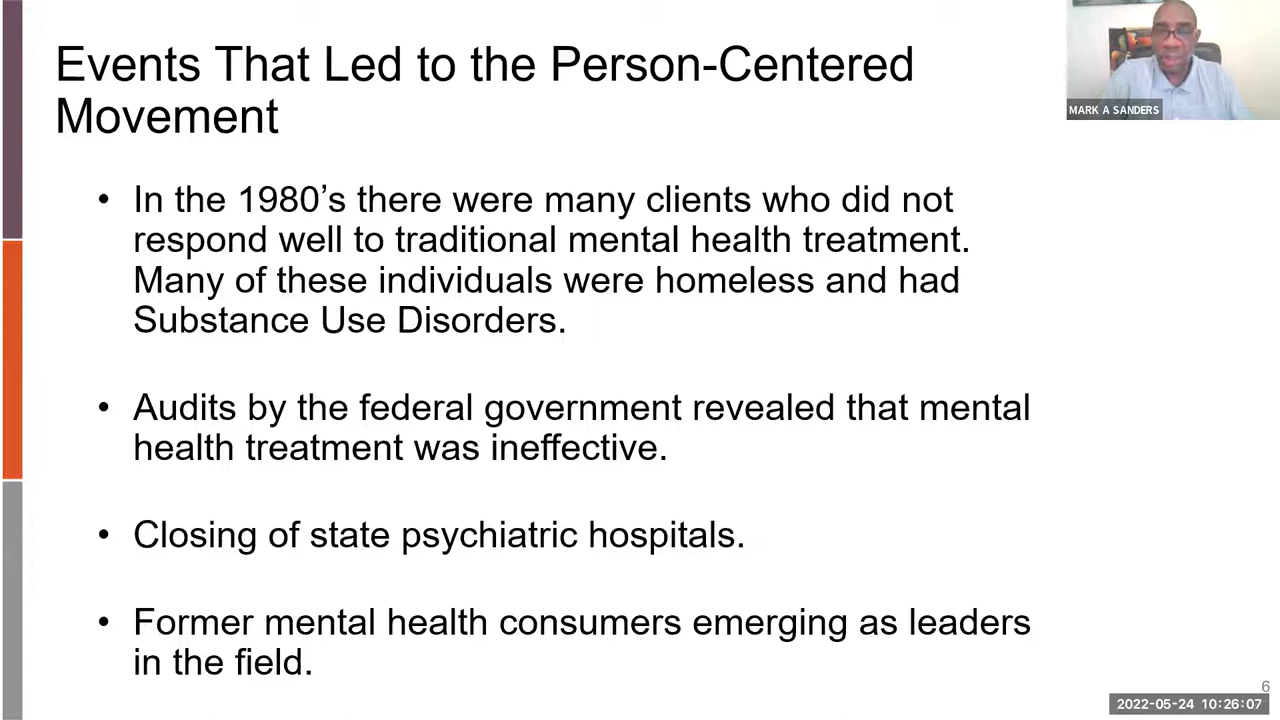 Events That Led to the Person-Centered
Movement
MARK A SANDERS
• In the 1980’s there were many clients who did not
respond well to traditional mental health treatment.
Many of these individuals were homeless and had
Substance Use Disorders.
• Audits by the federal government revealed that mental
health treatment was ineffective.
• Closing of state psychiatric hospitals.
• Former mental health consumers emerging as leaders
in the field.
6
2022-05-24 10:26:07